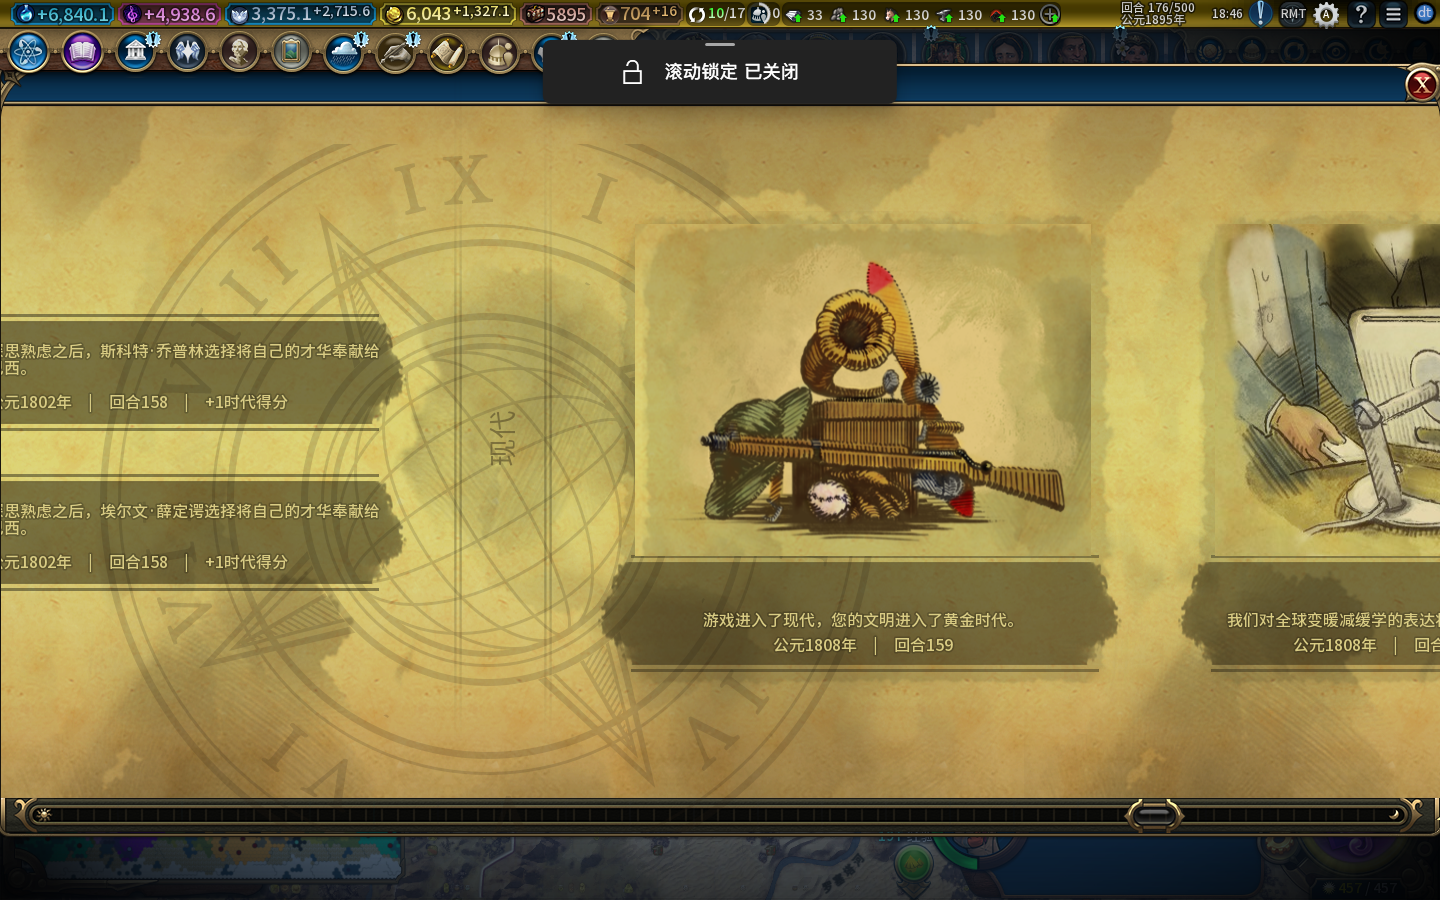 +6,840.1 +4,938.6 3,375.1 +2,715.6 6,043 +1,327.1 5895 704 +16 10/17 0 33 130 130 130 130
回合 176/500
公元1895年
18:46 RMT A ? dt
滚动锁定 已关闭
X
IX I
VIII
思熟虑之后，斯科特·乔普林选择将自己的才华奉献给
西。
元1802年 | 回合158 | +1时代得分
现代
思熟虑之后，埃尔文·薛定谔选择将自己的才华奉献给
西。
元1802年 | 回合158 | +1时代得分
游戏进入了现代，您的文明进入了黄金时代。
公元1808年 | 回合159
我们对全球变暖减缓学的表达
公元1808年 | 回合
457 / 457